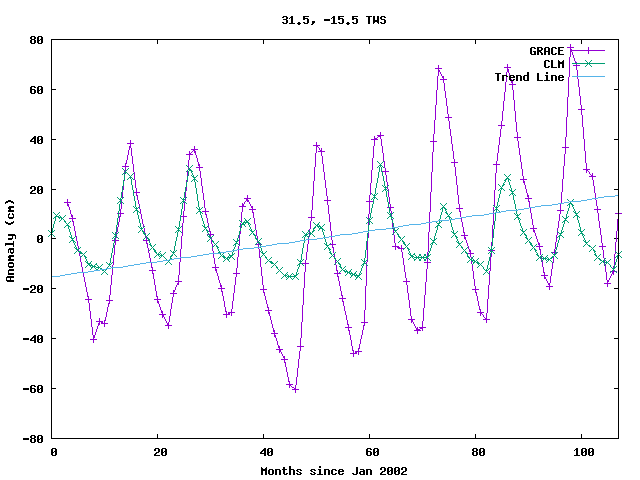 31.5, -15.5 TWS
GRACE
CLM
Trend Line
Anomaly (cm)
80
60
40
20
0
-20
-40
-60
-80
0 20 40 60 80 100
Months since Jan 2002